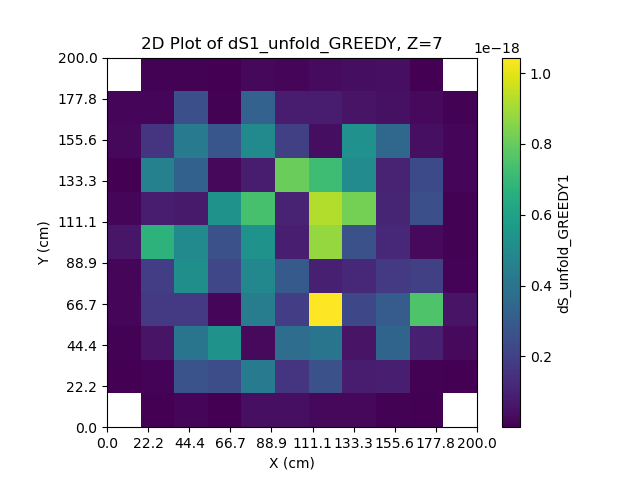 2D Plot of dS1_unfold_GREEDY, Z=7
1e−18
200.0
177.8
155.6
133.3
111.1
88.9
66.7
44.4
22.2
0.0
Y (cm)
0.0 22.2 44.4 66.7 88.9 111.1 133.3 155.6 177.8 200.0
X (cm)
1.0
0.8
0.6
0.4
0.2
dS_unfold_GREEDY1